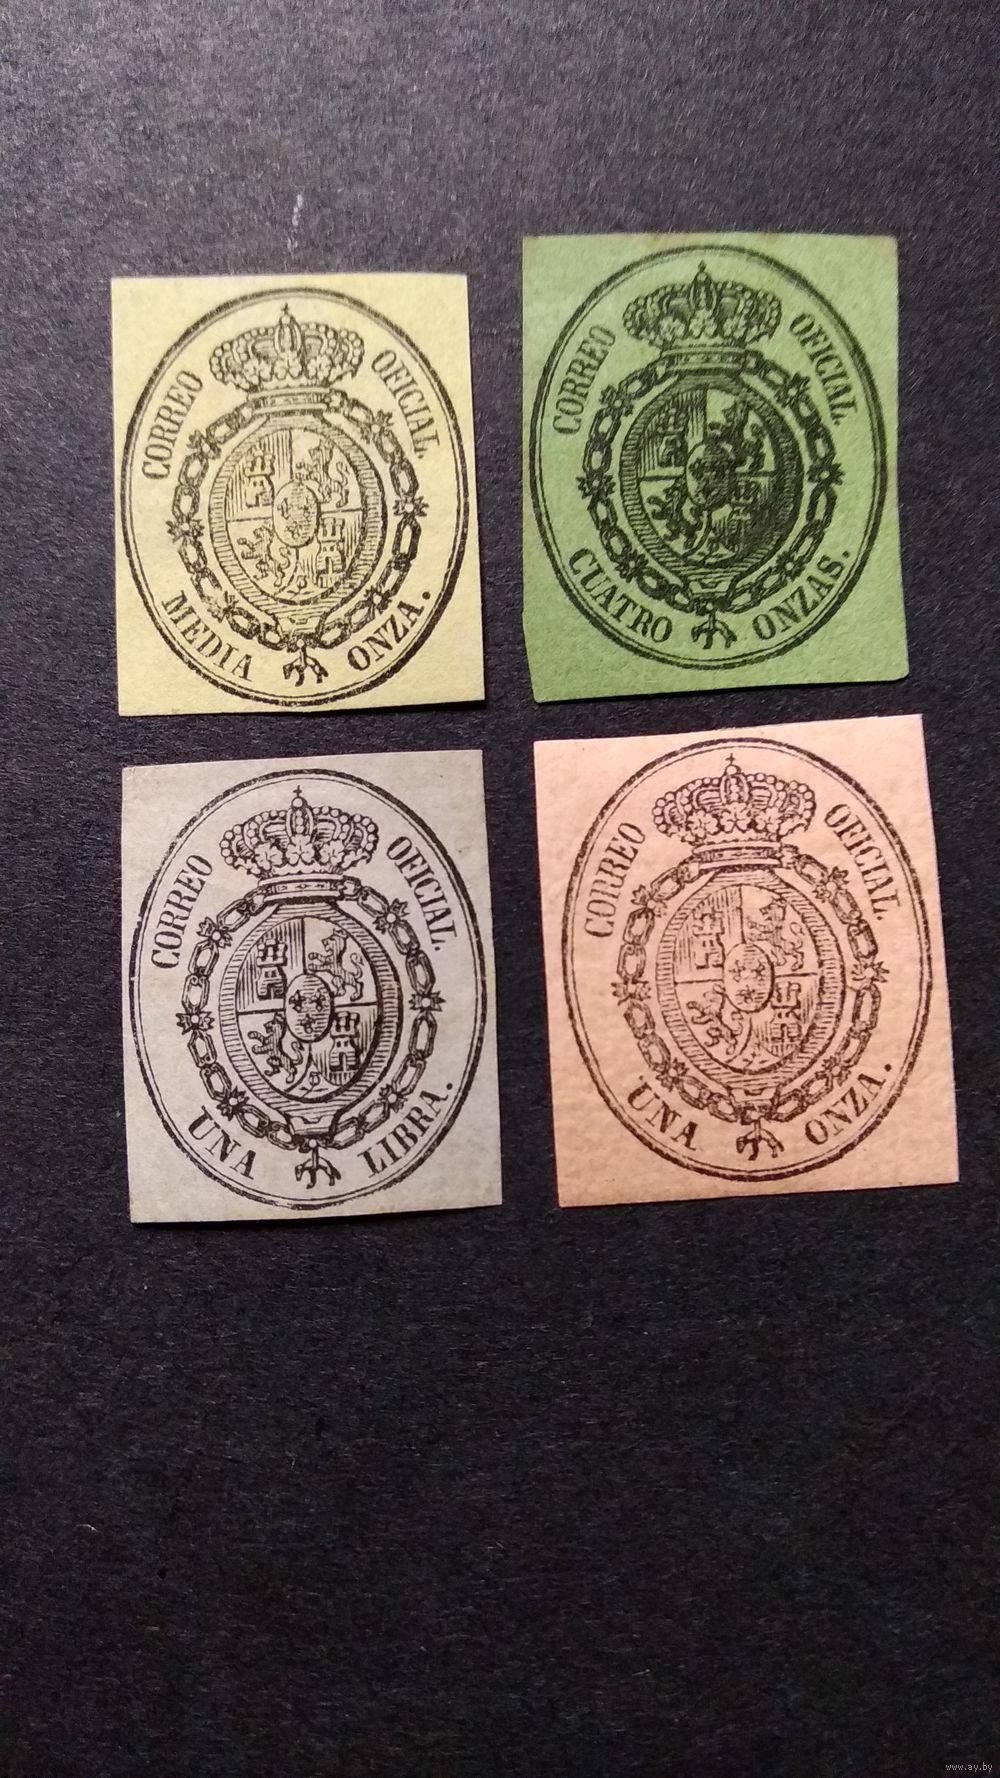 CORREO OFICIAL
MEDIA ONZA.
CORREO OFICIAL
CUATRO ONZAS.
CORREO OFICIAL.
UNA LIBRA.
CORREO OFICIAL
UNA ONZA.
www.ay.by